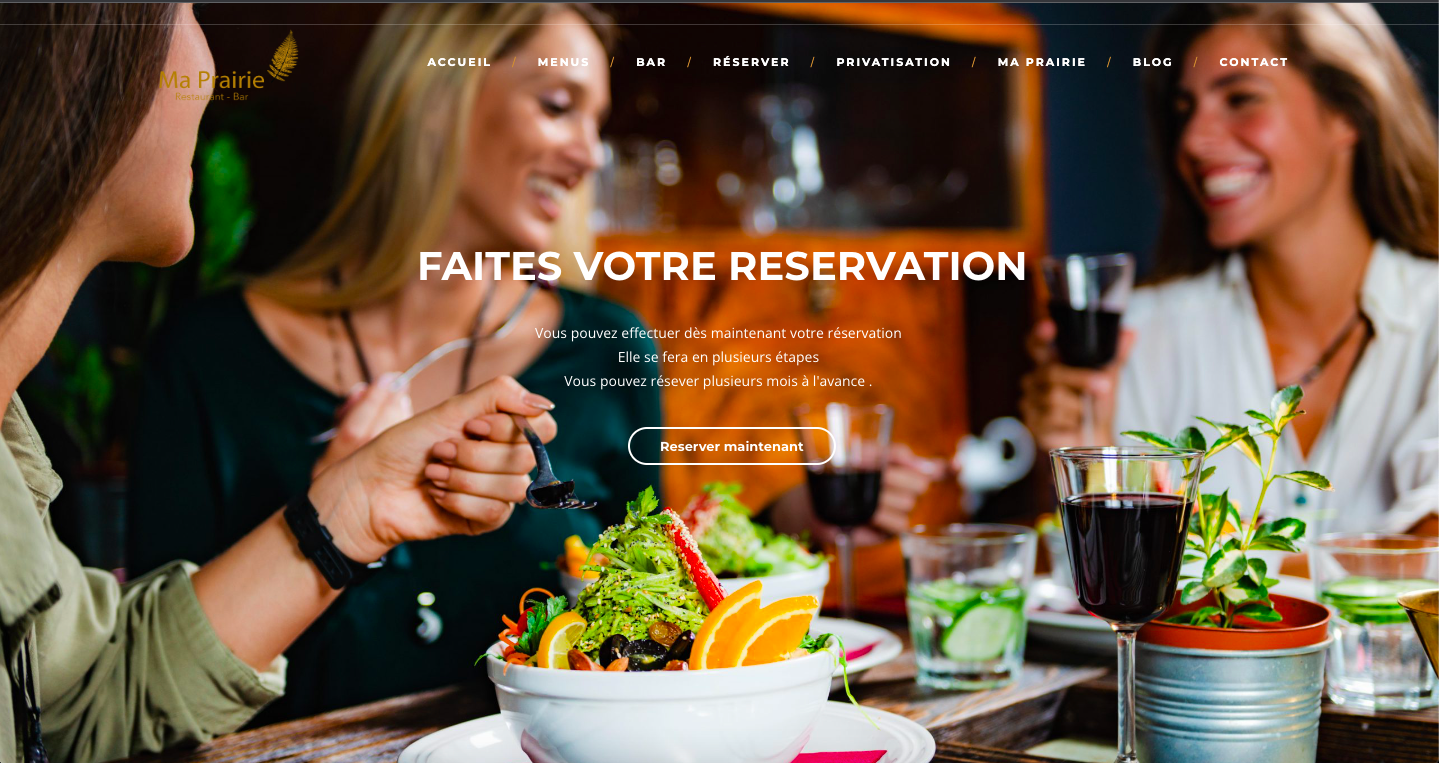 Ma Prairie
Restaurant - Bar
ACCUEIL / MENUS / BAR / RÉSERVER / PRIVATISATION / MA PRAIRIE / BLOG / CONTACT
FAITES VOTRE RESERVATION
Vous pouvez effectuer dès maintenant votre réservation
Elle se fera en plusieurs étapes
Vous pouvez résever plusieurs mois à l'avance .
Reserver maintenant